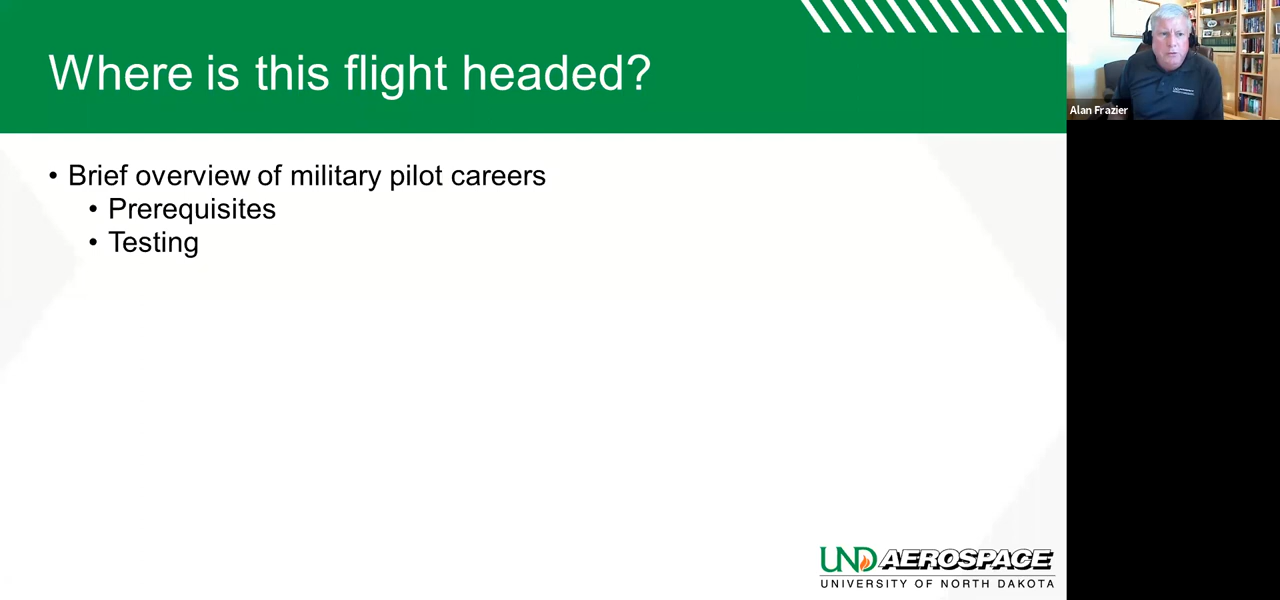 Where is this flight headed?
• Brief overview of military pilot careers
• Prerequisites
• Testing
Alan Frazier
UND AEROSPACE
UNIVERSITY OF NORTH DAKOTA